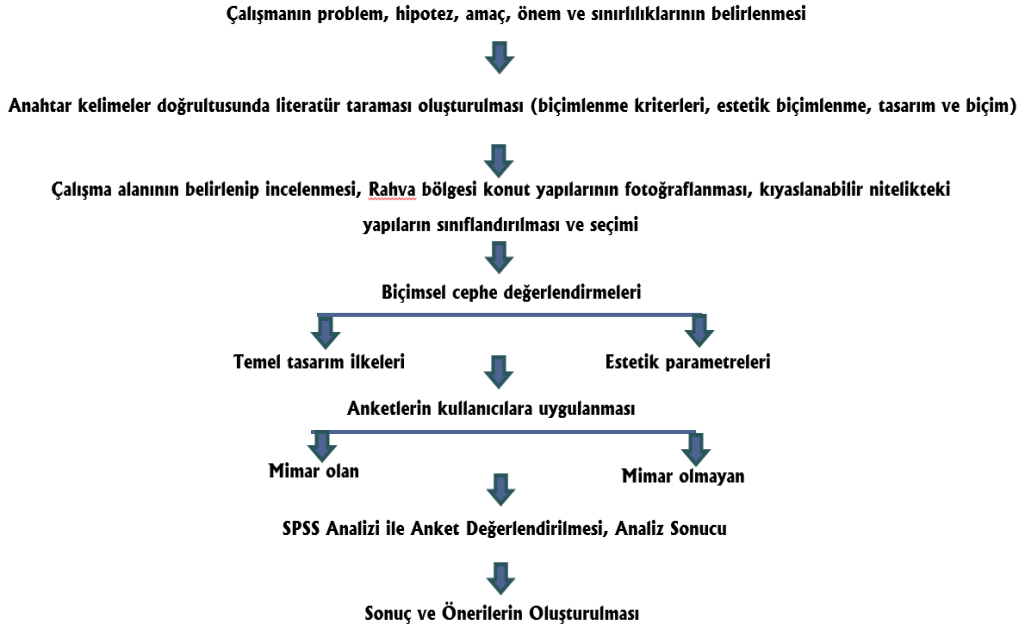 Çalışmanın problem, hipotez, amaç, önem ve sınırlılıklarının belirlenmesi
Anahtar kelimeler doğrultusunda literatür taraması oluşturulması (biçimlenme kriterleri, estetik biçimlenme, tasarım ve biçim)
Çalışma alanının belirlenip incelenmesi, Rahva bölgesi konut yapılarının fotoğraflanması, kıyaslanabilir nitelikteki
yapıların sınıflandırılması ve seçimi
Biçimsel cephe değerlendirmeleri
Temel tasarım ilkeleri
Estetik parametreleri
Anketlerin kullanıcılara uygulanması
Mimar olan
Mimar olmayan
SPSS Analizi ile Anket Değerlendirilmesi, Analiz Sonucu
Sonuç ve Önerilerin Oluşturulması